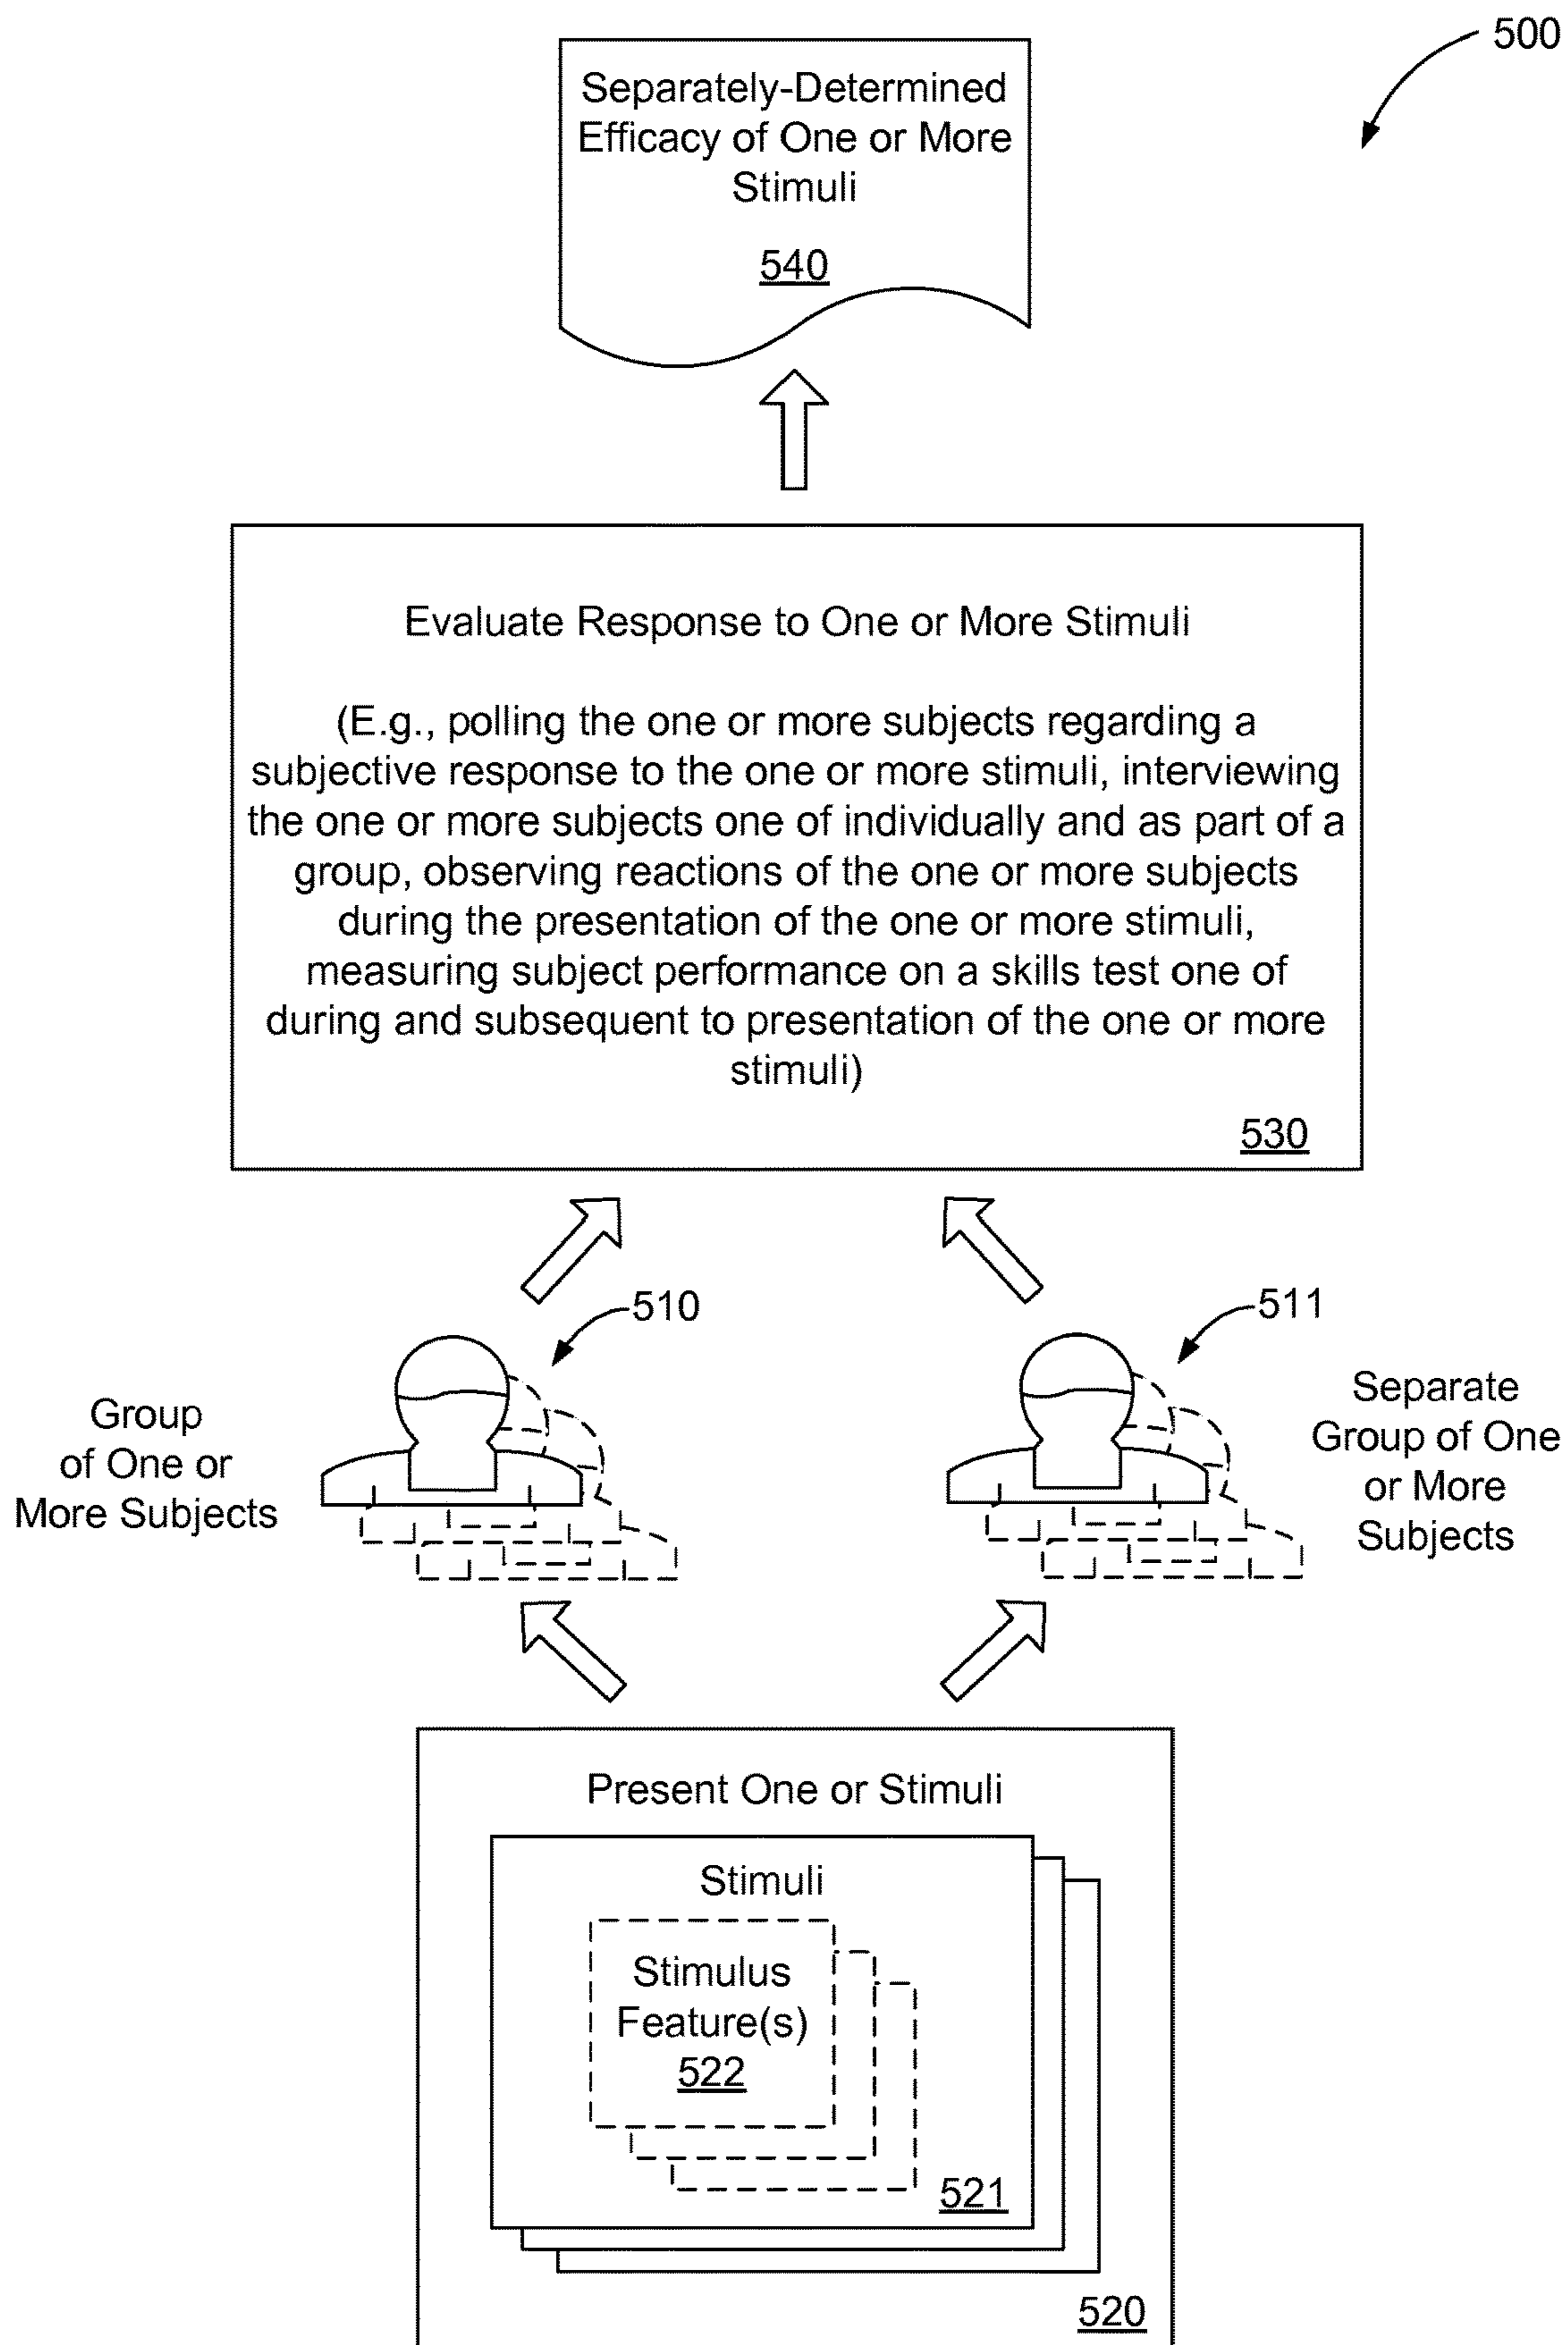 500
Separately-Determined
Efficacy of One or More
Stimuli
540
Evaluate Response to One or More Stimuli
(E.g., polling the one or more subjects regarding a
subjective response to the one or more stimuli, interviewing
the one or more subjects one of individually and as part of a
group, observing reactions of the one or more subjects
during the presentation of the one or more stimuli,
measuring subject performance on a skills test one of
during and subsequent to presentation of the one or more
stimuli)
530
510
511
Group
of One or
More Subjects
Separate
Group of One
or More
Subjects
Present One or Stimuli
Stimuli
Stimulus
Feature(s)
522
521
520